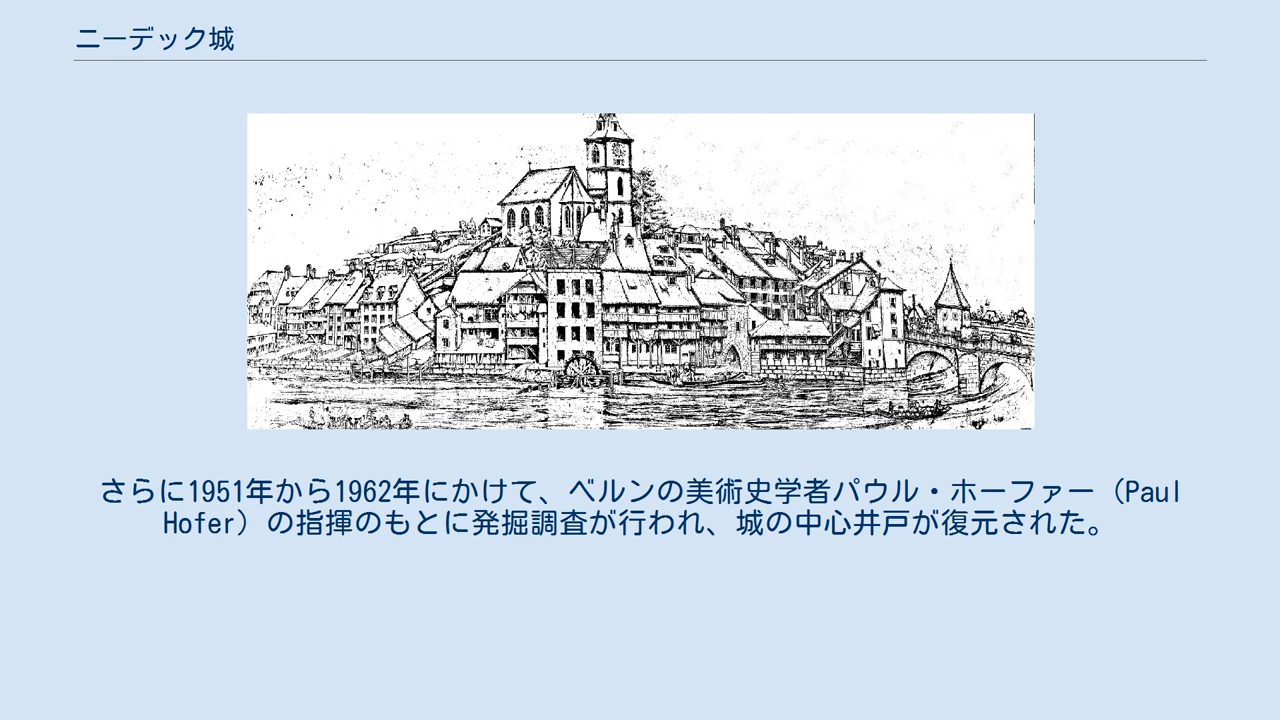 ニーデック城
さらに1951年から1962年にかけて、ベルンの美術史学者パウル・ホーファー（Paul
Hofer）の指揮のもとに発掘調査が行われ、城の中心井戸が復元された。